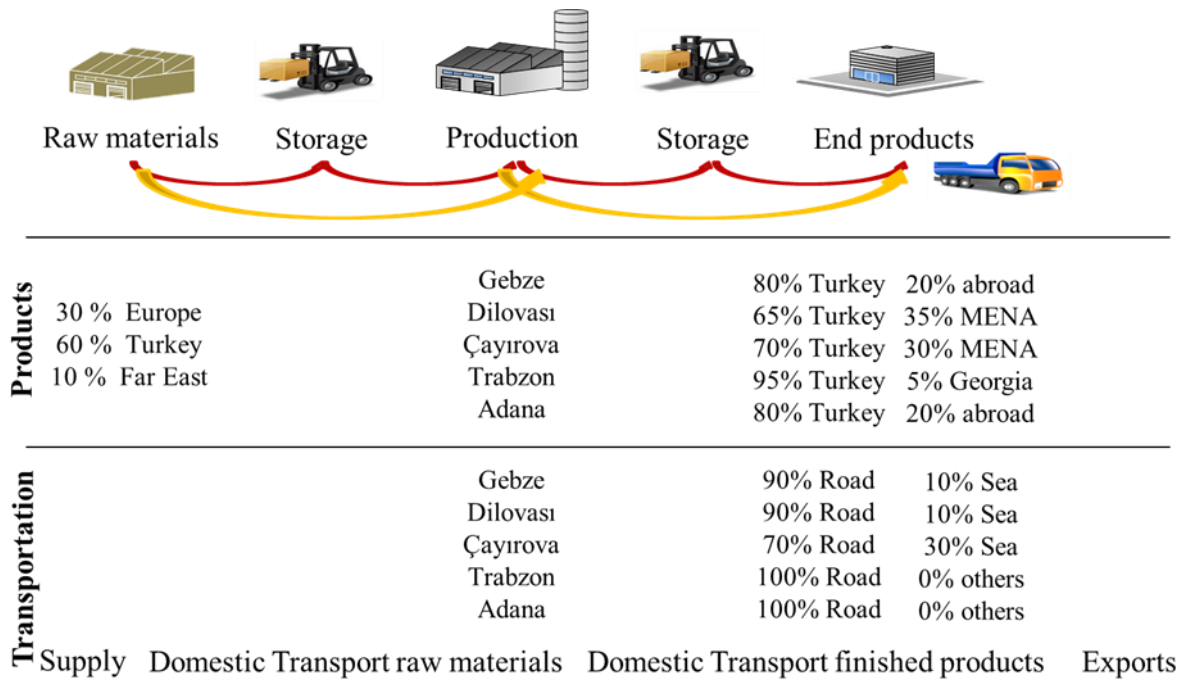 Raw materials Storage Production Storage End products
Products
Gebze 80% Turkey 20% abroad
30 % Europe Dilovası 65% Turkey 35% MENA
60 % Turkey Çayırova 70% Turkey 30% MENA
10 % Far East Trabzon 95% Turkey 5% Georgia
Adana 80% Turkey 20% abroad
Transportation
Gebze 90% Road 10% Sea
Dilovası 90% Road 10% Sea
Çayırova 70% Road 30% Sea
Trabzon 100% Road 0% others
Adana 100% Road 0% others
Supply Domestic Transport raw materials Domestic Transport finished products Exports